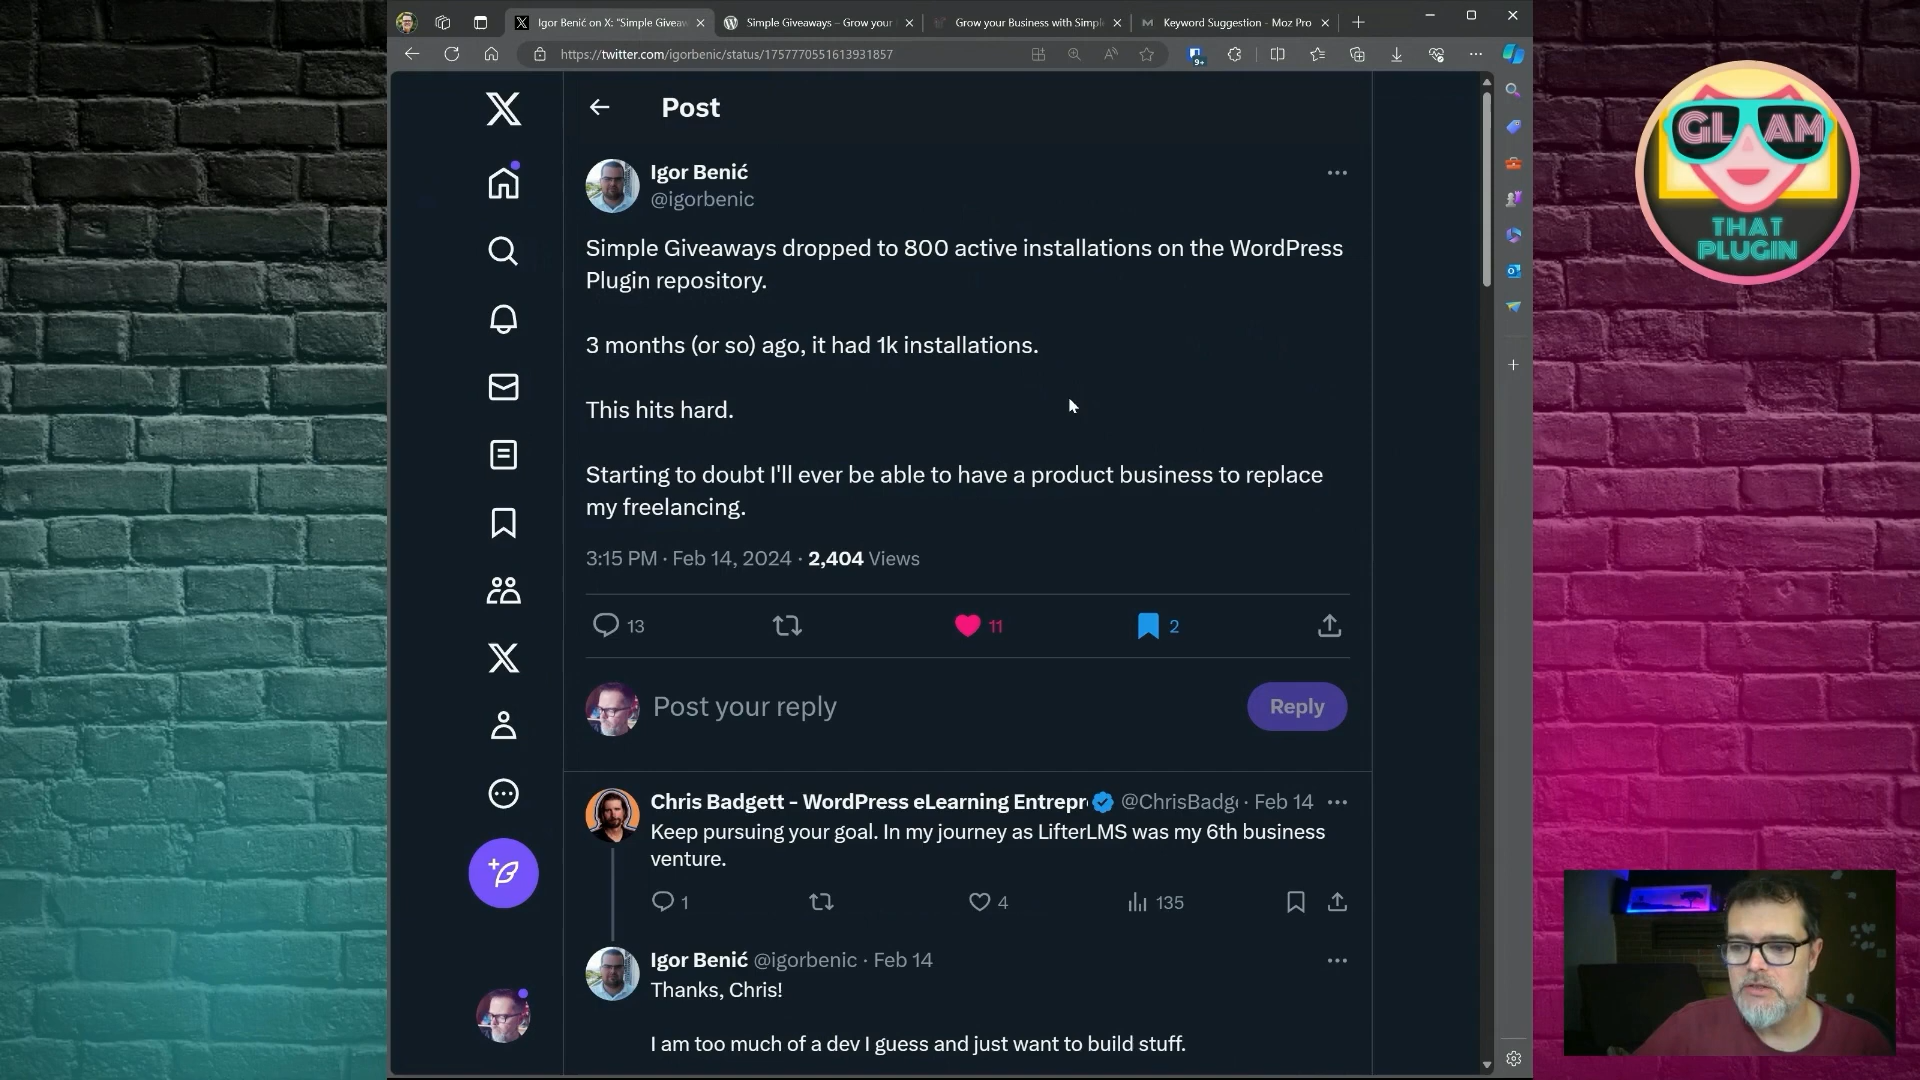 Igor Benić on X: "Simple Giveaw
Simple Giveaways – Grow your
Grow your Business with Simple
Keyword Suggestion - Moz Pro
https://twitter.com/igorbenic/status/1757770551613931857
9+
Post
Igor Benić
@igorbenic
Simple Giveaways dropped to 800 active installations on the WordPress
Plugin repository.
3 months (or so) ago, it had 1k installations.
This hits hard.
Starting to doubt I'll ever be able to have a product business to replace
my freelancing.
3:15 PM · Feb 14, 2024 · 2,404 Views
13
11
2
Post your reply
Reply
Chris Badgett - WordPress eLearning Entrepr @ChrisBadg · Feb 14
Keep pursuing your goal. In my journey as LifterLMS was my 6th business
venture.
1
4
135
Igor Benić @igorbenic · Feb 14
Thanks, Chris!
I am too much of a dev I guess and just want to build stuff.
GLAM
THAT
PLUGIN